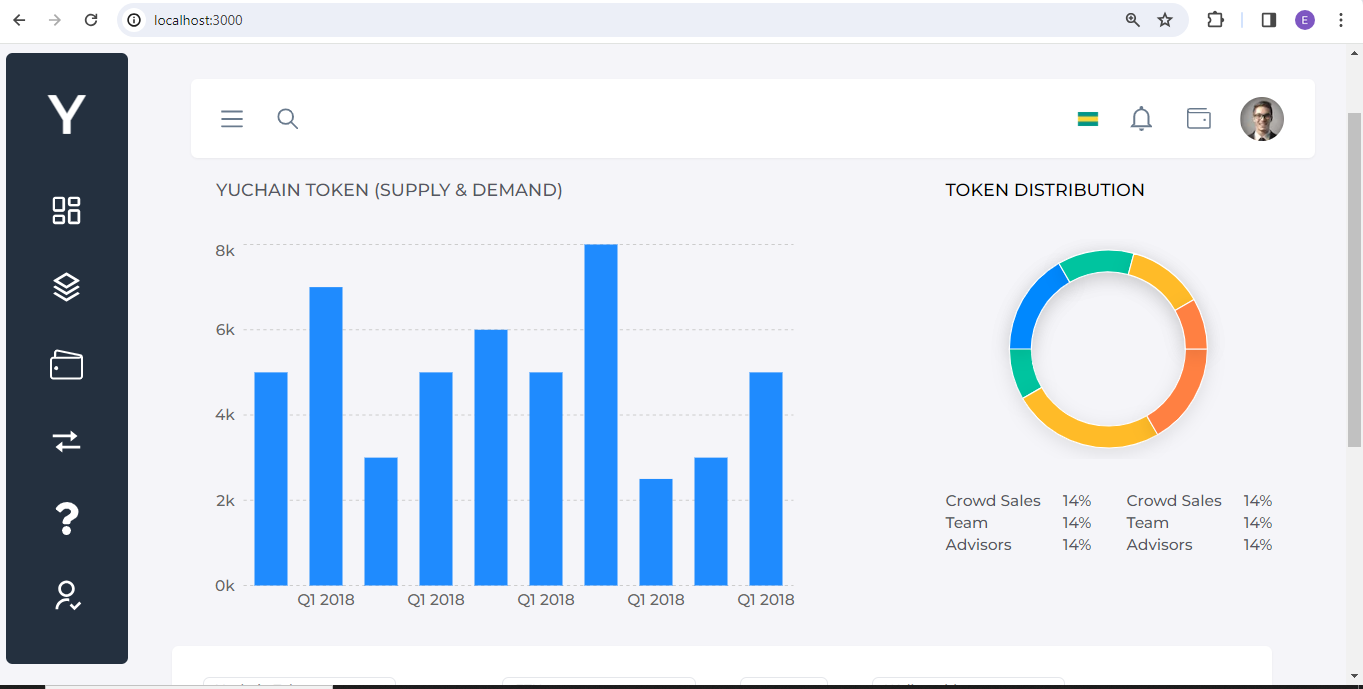 localhost:3000
E
Y
YUCHAIN TOKEN (SUPPLY & DEMAND)
8k
6k
4k
2k
0k
Q1 2018 Q1 2018 Q1 2018 Q1 2018 Q1 2018
TOKEN DISTRIBUTION
Crowd Sales 14% Crowd Sales 14%
Team 14% Team 14%
Advisors 14% Advisors 14%